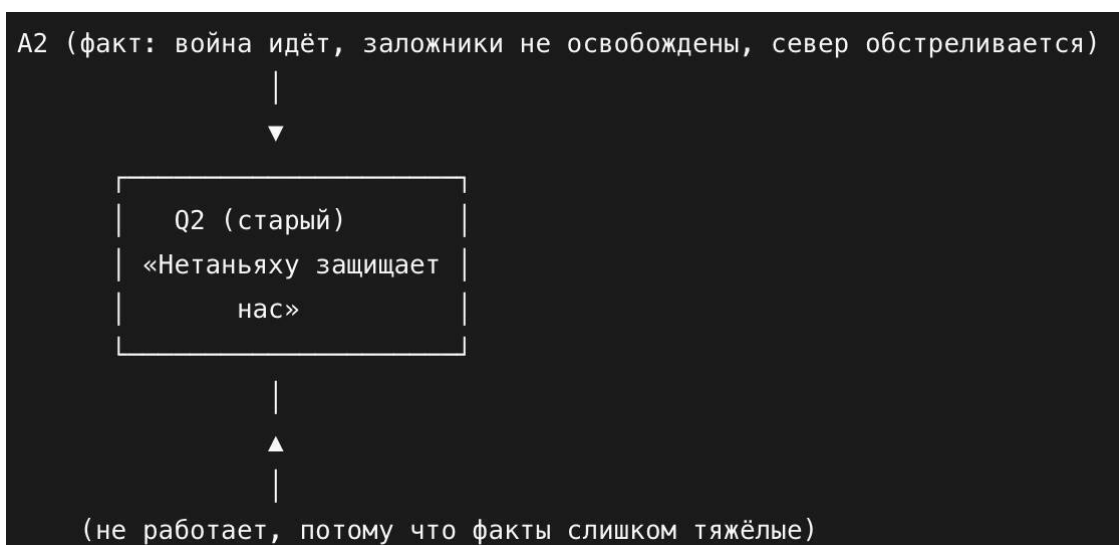 A2 (факт: война идёт, заложники не освобождены, север обстреливается)
Q2 (старый)
«Нетаньяху защищает
нас»
(не работает, потому что факты слишком тяжёлые)